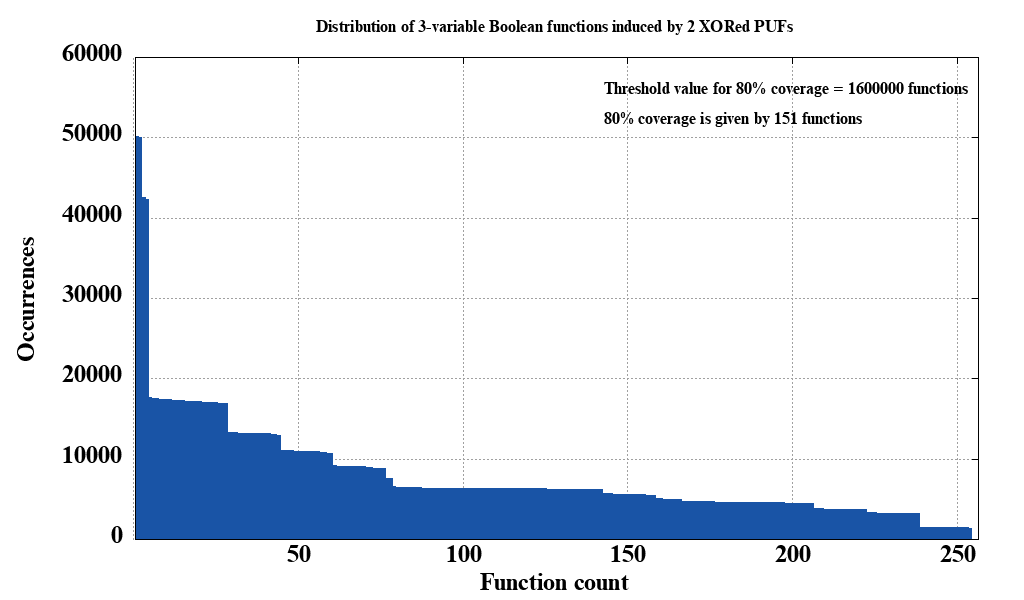 Distribution of 3-variable Boolean functions induced by 2 XORed PUFs
60000
Threshold value for 80% coverage = 1600000 functions
80% coverage is given by 151 functions
50000
40000
30000
20000
10000
0
Occurrences
50 100 150 200 250
Function count